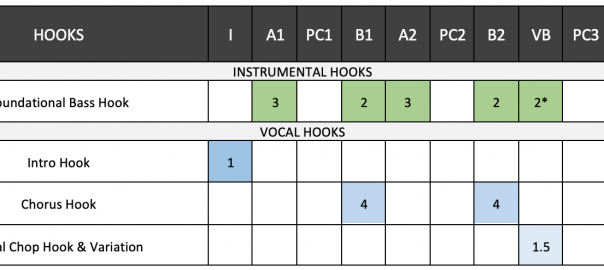 HOOKS I A1 PC1 B1 A2 PC2 B2 VB PC3
INSTRUMENTAL HOOKS
oundational Bass Hook 3 2 3 2 2*
VOCAL HOOKS
Intro Hook 1
Chorus Hook 4 4
al Chop Hook & Variation 1.5